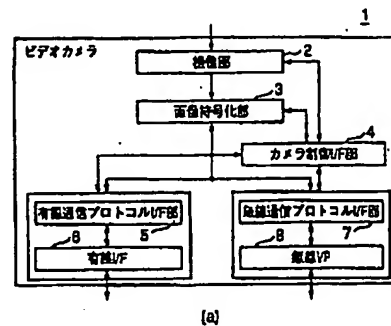 1
ビデオカメラ
2
撮像部
3
画像符号化部
4
カメラ制御I/F部
有線通信プロトコルI/F部
無線通信プロトコルI/F部
6
5
8
7
有線I/F
無線I/F
(a)